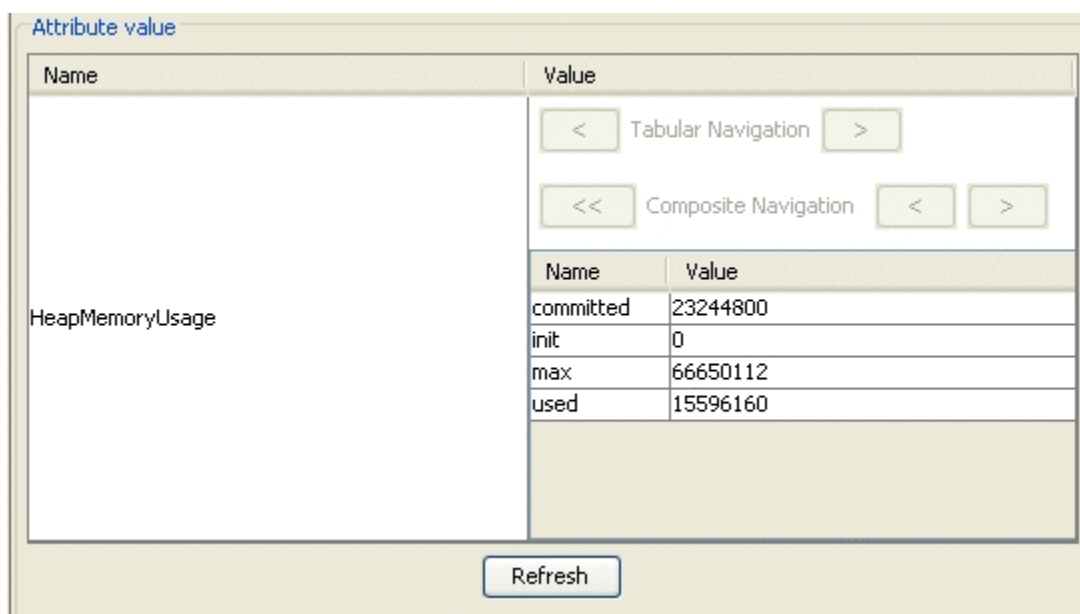 Attribute value
Name Value
< Tabular Navigation >
<< Composite Navigation < >
Name Value
committed 23244800
HeapMemoryUsage
init 0
max 66650112
used 15596160
Refresh